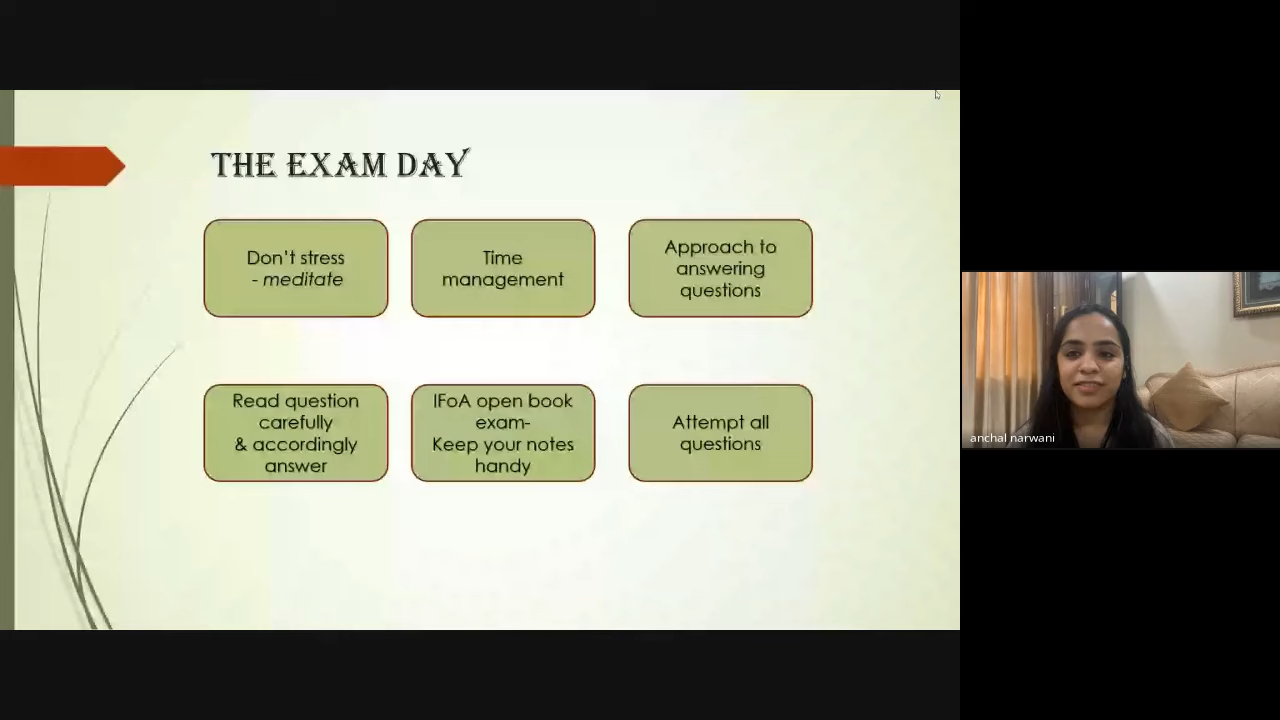 THE EXAM DAY
Don't stress
- meditate
Time
management
Approach to
answering
questions
Read question
carefully
& accordingly
answer
IFoA open book
exam-
Keep your notes
handy
Attempt all
questions
anchal narwani